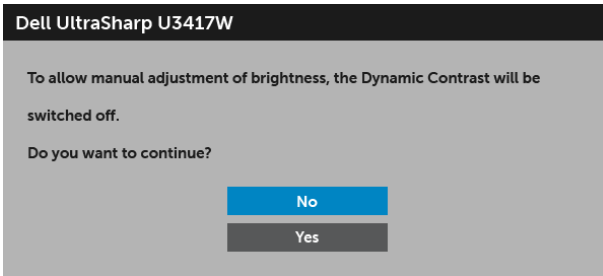 Dell UltraSharp U3417W
To allow manual adjustment of brightness, the Dynamic Contrast will be
switched off.
Do you want to continue?
No
Yes